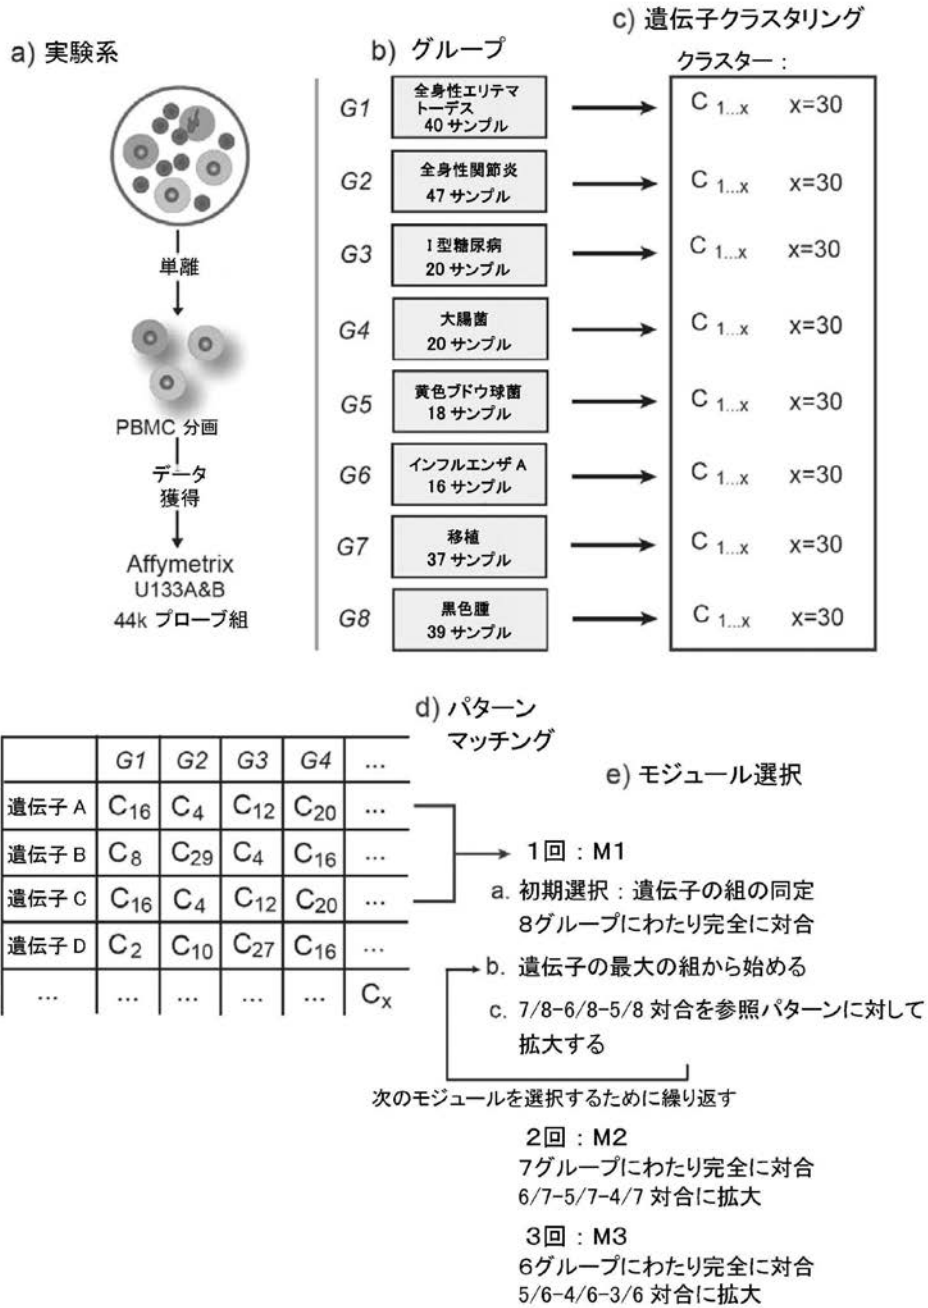 a) 実験系
単離
PBMC 分画
データ
獲得
Affymetrix
U133A&B
44k プローブ組
b) グループ
G1
全身性エリテマ
トーデス
40 サンプル
G2
全身性関節炎
47 サンプル
G3
I 型糖尿病
20 サンプル
G4
大腸菌
20 サンプル
G5
黄色ブドウ球菌
18 サンプル
G6
インフルエンザ A
16 サンプル
G7
移植
37 サンプル
G8
黒色腫
39 サンプル
c) 遺伝子クラスタリング
クラスター：
C 1...x x=30
C 1...x x=30
C 1...x x=30
C 1...x x=30
C 1...x x=30
C 1...x x=30
C 1...x x=30
C 1...x x=30
d) パターン
マッチング
G1 G2 G3 G4 ...
遺伝子 A C16 C4 C12 C20 ...
遺伝子 B C8 C29 C4 C16 ...
遺伝子 C C16 C4 C12 C20 ...
遺伝子 D C2 C10 C27 C16 ...
... ... ... ... ... Cx
e) モジュール選択
1回：M1
a. 初期選択：遺伝子の組の同定
8グループにわたり完全に対合
b. 遺伝子の最大の組から始める
c. 7/8-6/8-5/8 対合を参照パターンに対して
拡大する
次のモジュールを選択するために繰り返す
2回：M2
7グループにわたり完全に対合
6/7-5/7-4/7 対合に拡大
3回：M3
6グループにわたり完全に対合
5/6-4/6-3/6 対合に拡大